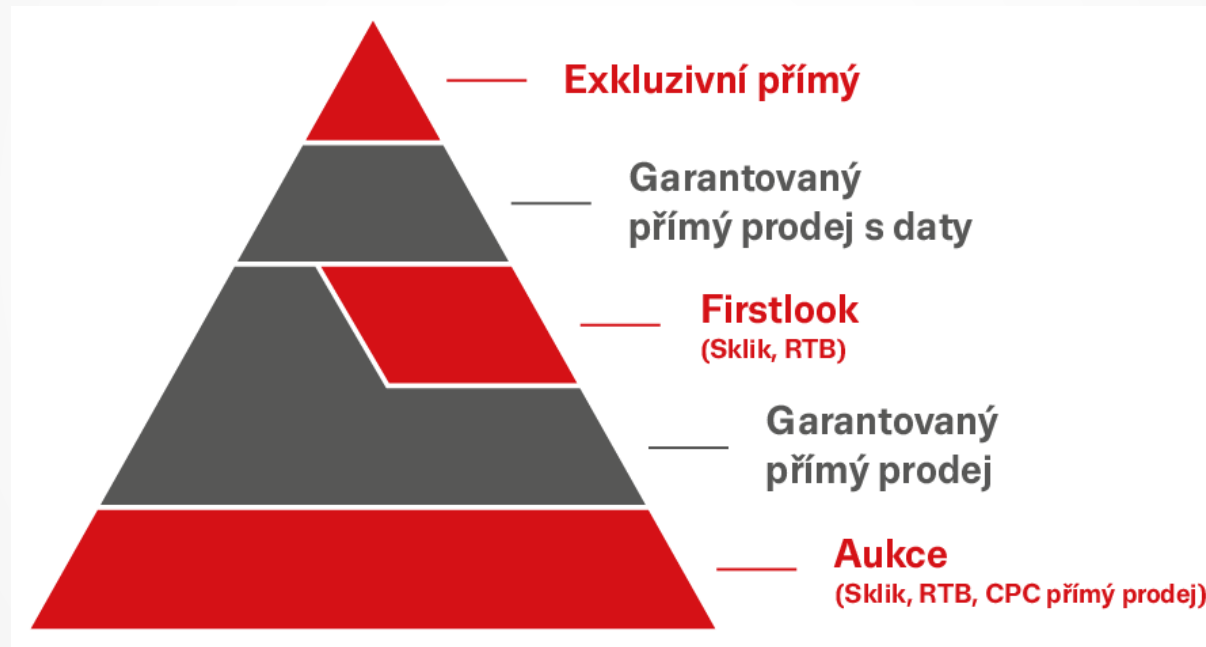 Exkluzivní přímý
Garantovaný
přímý prodej s daty
Firstlook
(Sklik, RTB)
Garantovaný
přímý prodej
Aukce
(Sklik, RTB, CPC přímý prodej)